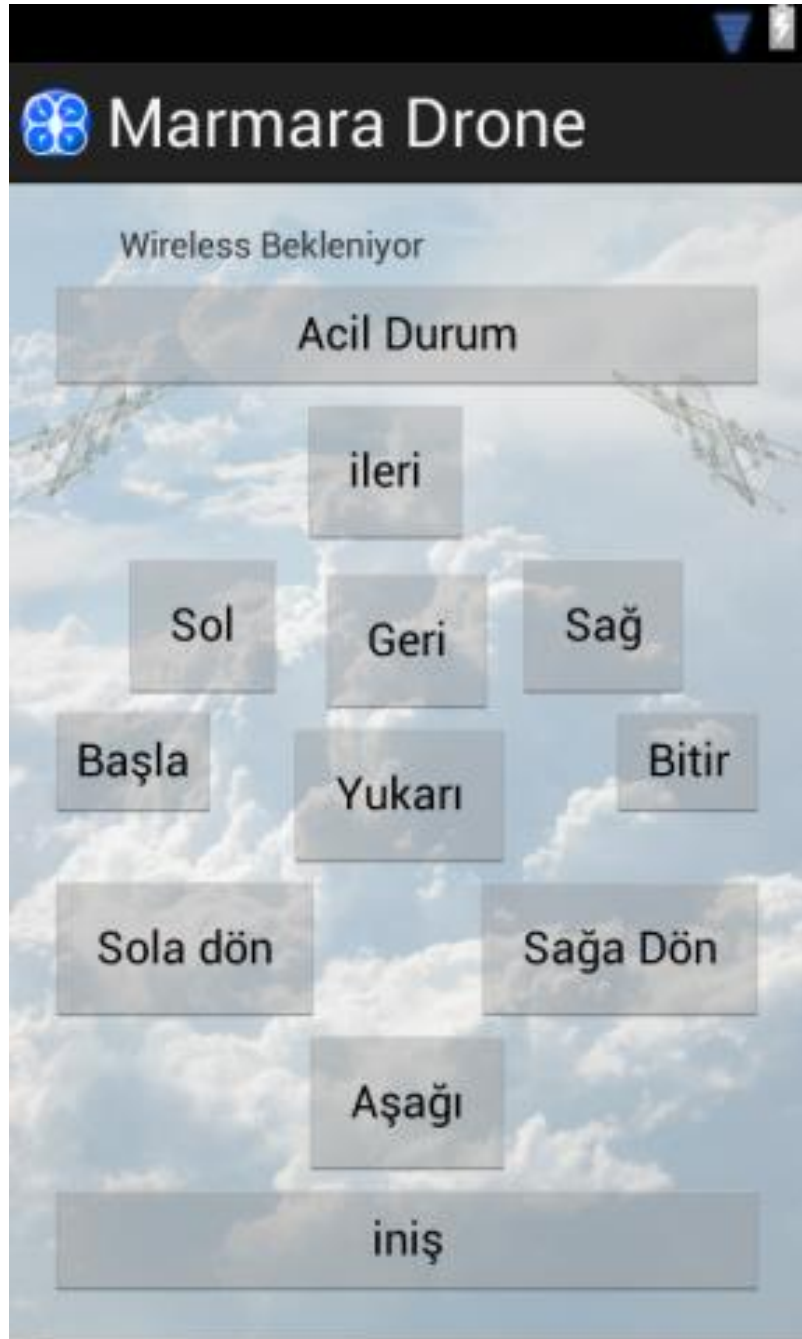 Marmara Drone
Wireless Bekleniyor
Acil Durum
ileri
Sol
Geri
Sağ
Başla
Yukarı
Bitir
Sola dön
Sağa Dön
Aşağı
iniş